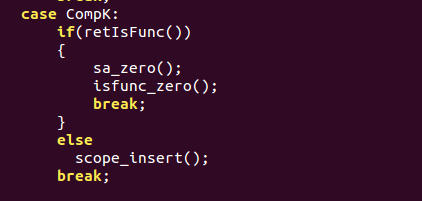 case CompK:
if(retIsFunc())
{
sa_zero();
isfunc_zero();
break;
}
else
scope_insert();
break;